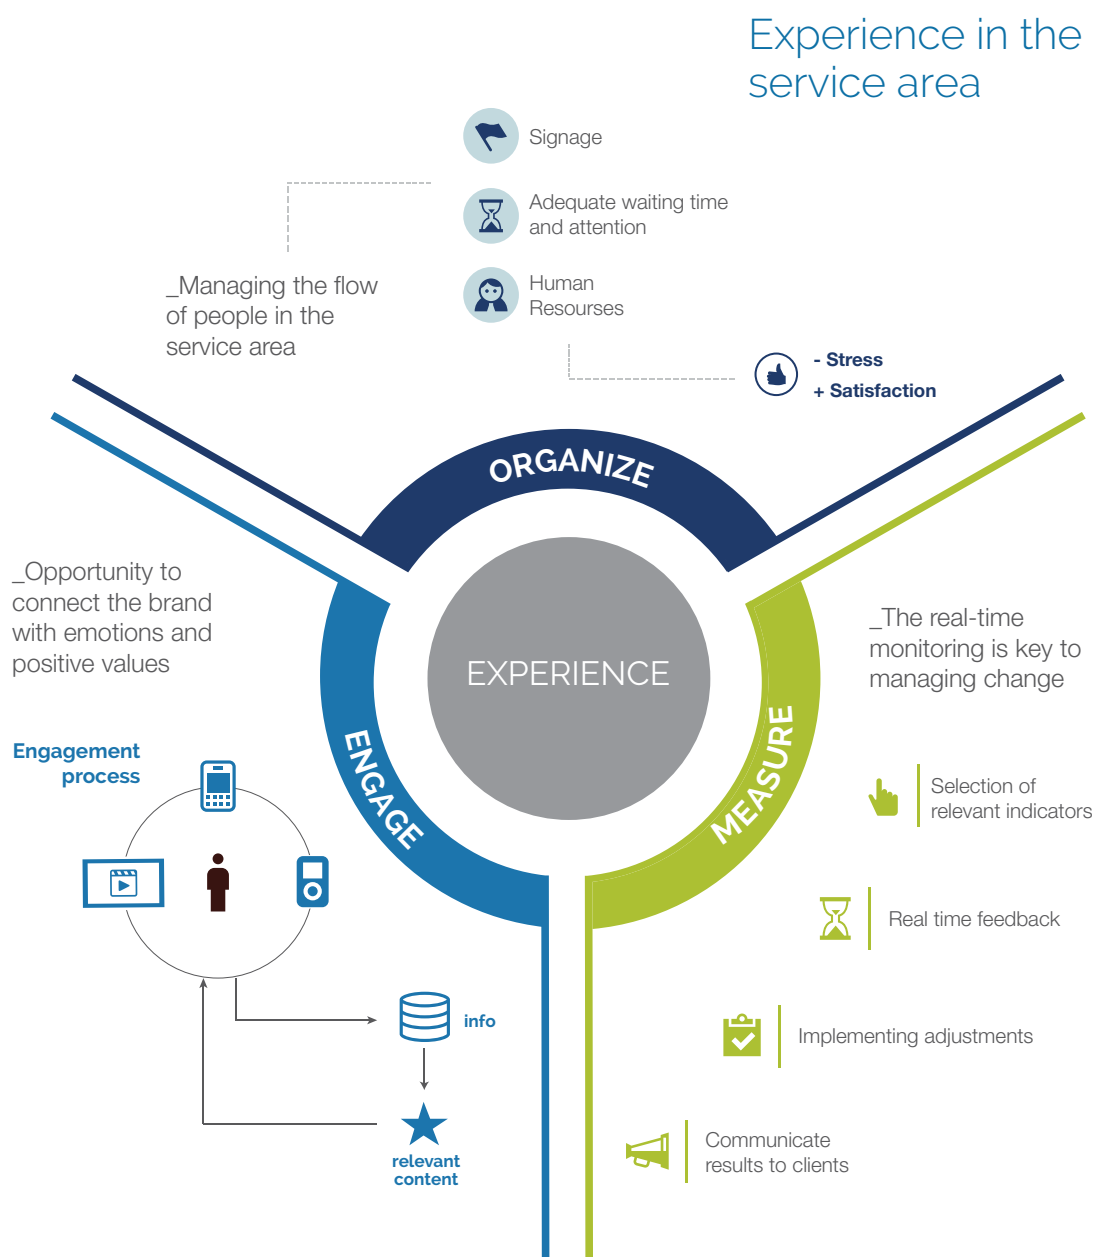 Experience in the
service area
Signage
Adequate waiting time
and attention
Human
Resourses
_Managing the flow
of people in the
service area
- Stress
+ Satisfaction
ORGANIZE
EXPERIENCE
_Opportunity to
connect the brand
with emotions and
positive values
ENGAGE
Engagement
process
info
relevant
content
MEASURE
_The real-time
monitoring is key to
managing change
Selection of
relevant indicators
Real time feedback
Implementing adjustments
Communicate
results to clients